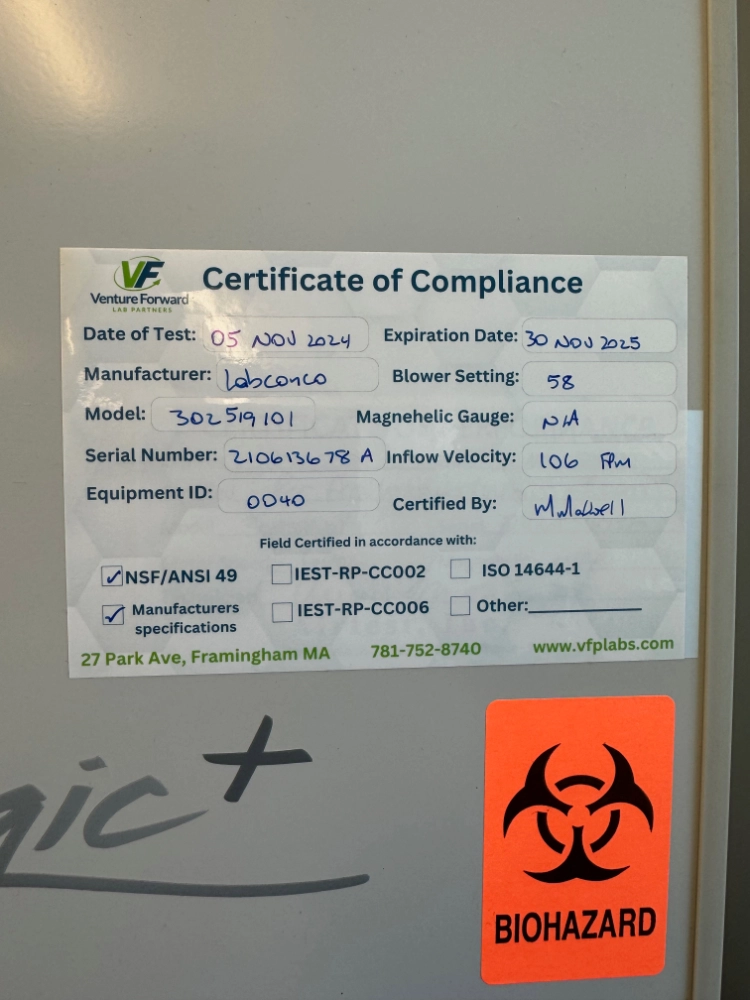 VF
Venture Forward
LAB PARTNERS
Certificate of Compliance
Date of Test: 05 NOV 2024 Expiration Date: 30 NOV 2025
Manufacturer: Labconco Blower Setting: 58
Model: 302519101 Magnehelic Gauge: N/A
Serial Number: 210613678 A Inflow Velocity: 106 FPM
Equipment ID: 0040 Certified By:
Field Certified in accordance with:
NSF/ANSI 49 IEST-RP-CC002 ISO 14644-1
Manufacturers specifications IEST-RP-CC006 Other:
27 Park Ave, Framingham MA 781-752-8740 www.vfplabs.com
gic+
BIOHAZARD